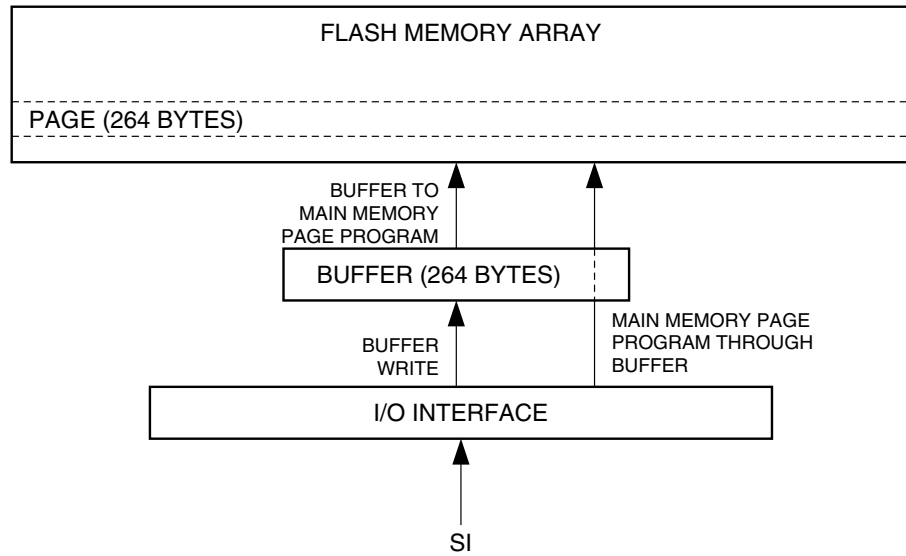 FLASH MEMORY ARRAY
PAGE (264 BYTES)
BUFFER TO
MAIN MEMORY
PAGE PROGRAM
BUFFER (264 BYTES)
BUFFER
WRITE
MAIN MEMORY PAGE
PROGRAM THROUGH
BUFFER
I/O INTERFACE
SI